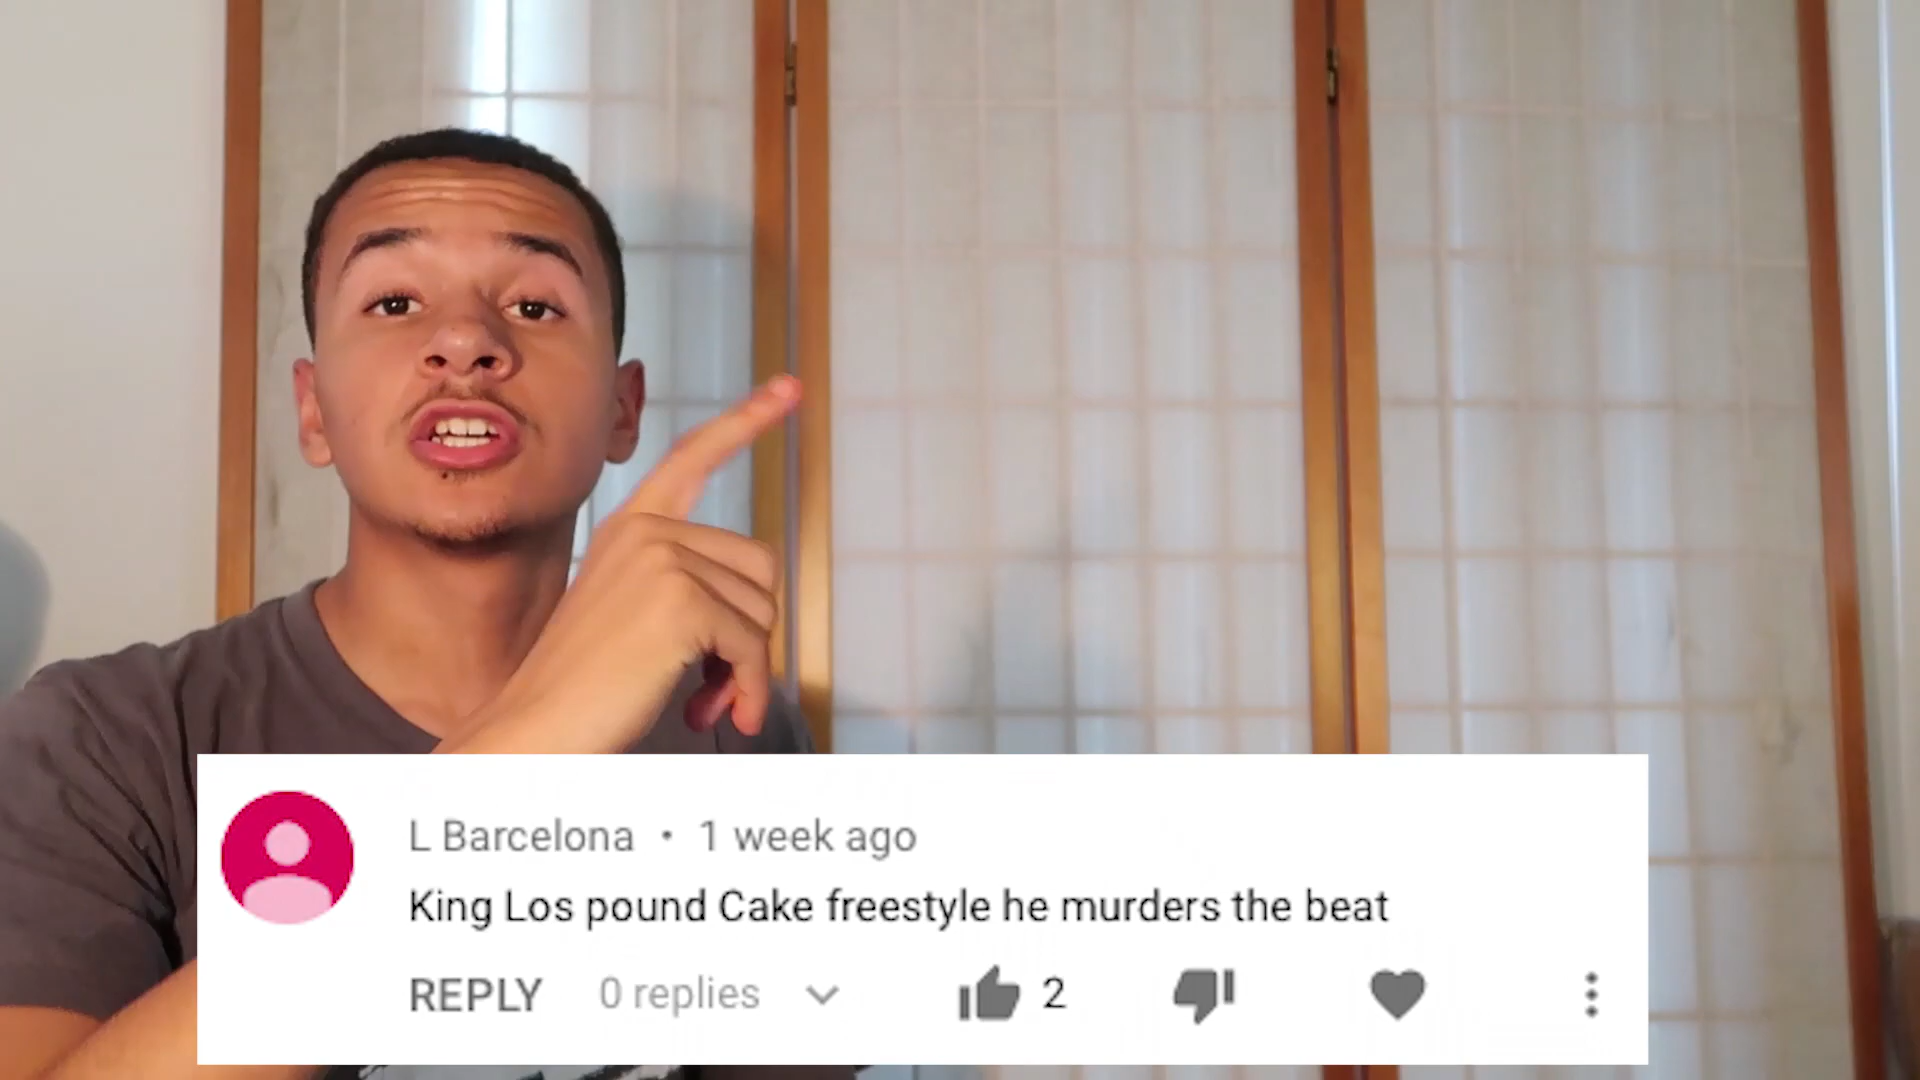 L Barcelona • 1 week ago
King Los pound Cake freestyle he murders the beat
REPLY 0 replies 2